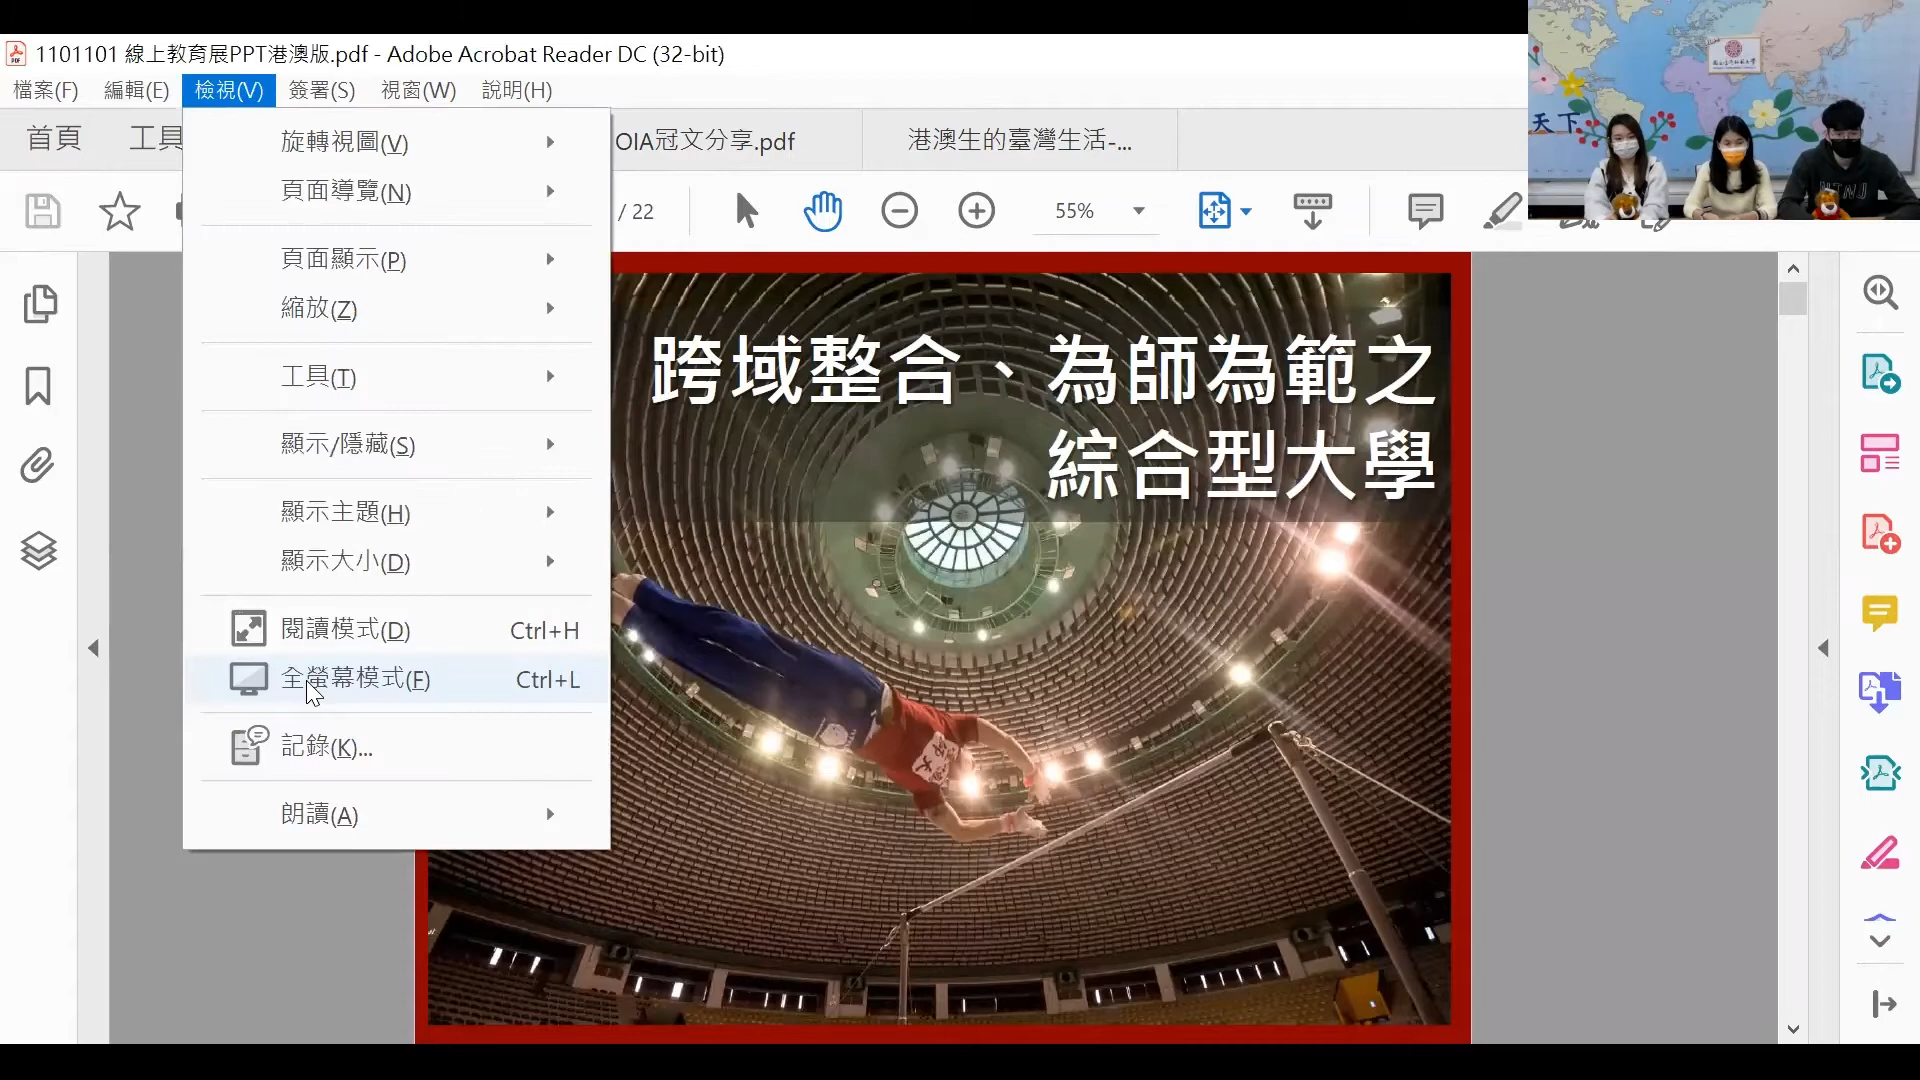 1101101 線上教育展PPT港澳版.pdf - Adobe Acrobat Reader DC (32-bit)
檔案(F) 編輯(E) 檢視(V) 簽署(S) 視窗(W) 說明(H)
首頁 工具 OIA冠文分享.pdf 港澳生的臺灣生活-...
/ 22 55%
旋轉視圖(V)
頁面導覽(N)
頁面顯示(P)
縮放(Z)
工具(T)
顯示/隱藏(S)
顯示主題(H)
顯示大小(D)
閱讀模式(D) Ctrl+H
全螢幕模式(F) Ctrl+L
記錄(K)...
朗讀(A)
跨域整合、為師為範之
綜合型大學
天下